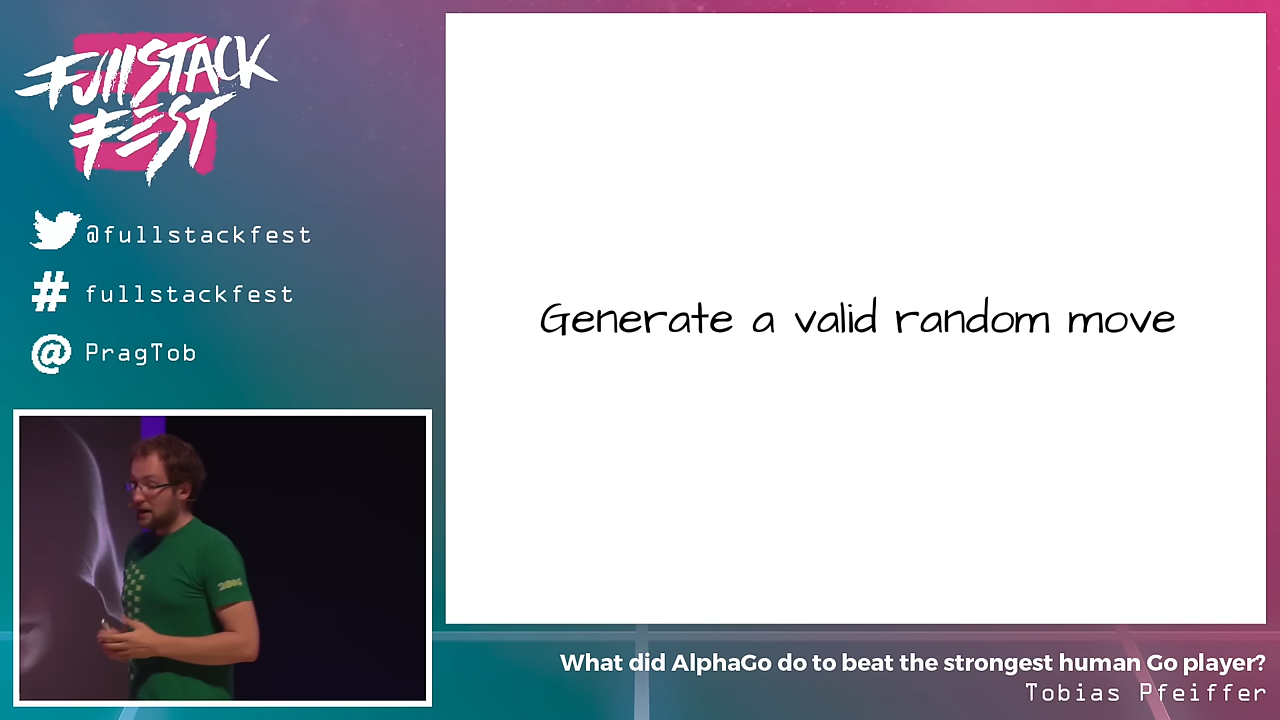 FullSTACK
FEST
@fullstackfest
# fullstackfest
@ PragTob
Generate a valid random move
What did AlphaGo do to beat the strongest human Go player?
Tobias Pfeiffer